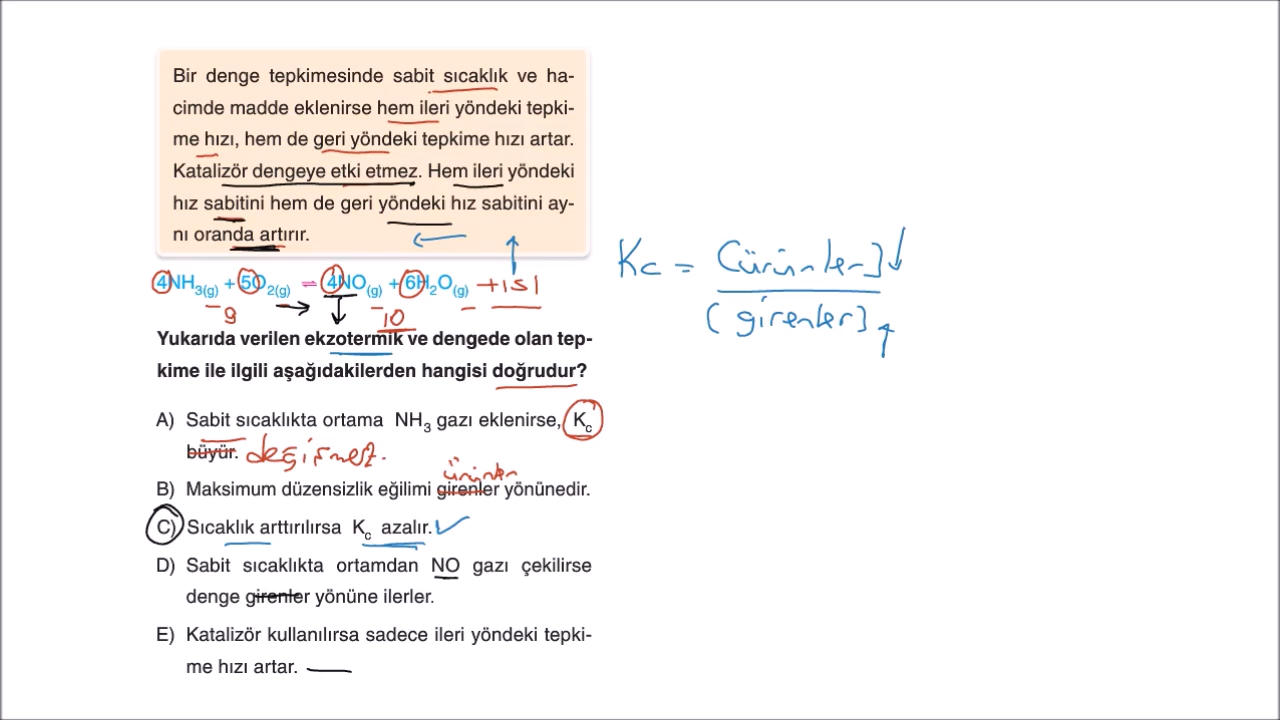 Bir denge tepkimesinde sabit sıcaklık ve ha-
cimde madde eklenirse hem ileri yöndeki tepki-
me hızı, hem de geri yöndeki tepkime hızı artar.
Katalizör dengeye etki etmez. Hem ileri yöndeki
hız sabitini hem de geri yöndeki hız sabitini ay-
nı oranda artırır.
4NH3(g) + 5O2(g) ⇌ 4NO(g) + 6H2O(g) +ısı
9 10
Yukarıda verilen ekzotermik ve dengede olan tep-
kime ile ilgili aşağıdakilerden hangisi doğrudur?
A) Sabit sıcaklıkta ortama NH3 gazı eklenirse, Kc
büyür. değişmez.
ürünler
B) Maksimum düzensizlik eğilimi girenler yönünedir.
C) Sıcaklık arttırılırsa Kc azalır.
D) Sabit sıcaklıkta ortamdan NO gazı çekilirse
denge girenler yönüne ilerler.
E) Katalizör kullanılırsa sadece ileri yöndeki tepki-
me hızı artar.
Kc = [ürünler]↓
[girenler]↑